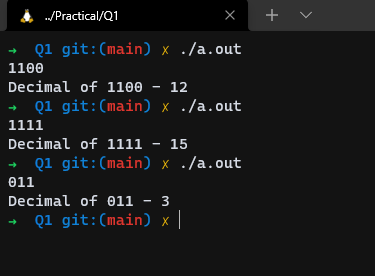 ../Practical/Q1
→ Q1 git:(main) ✗ ./a.out
1100
Decimal of 1100 - 12
→ Q1 git:(main) ✗ ./a.out
1111
Decimal of 1111 - 15
→ Q1 git:(main) ✗ ./a.out
011
Decimal of 011 - 3
→ Q1 git:(main) ✗